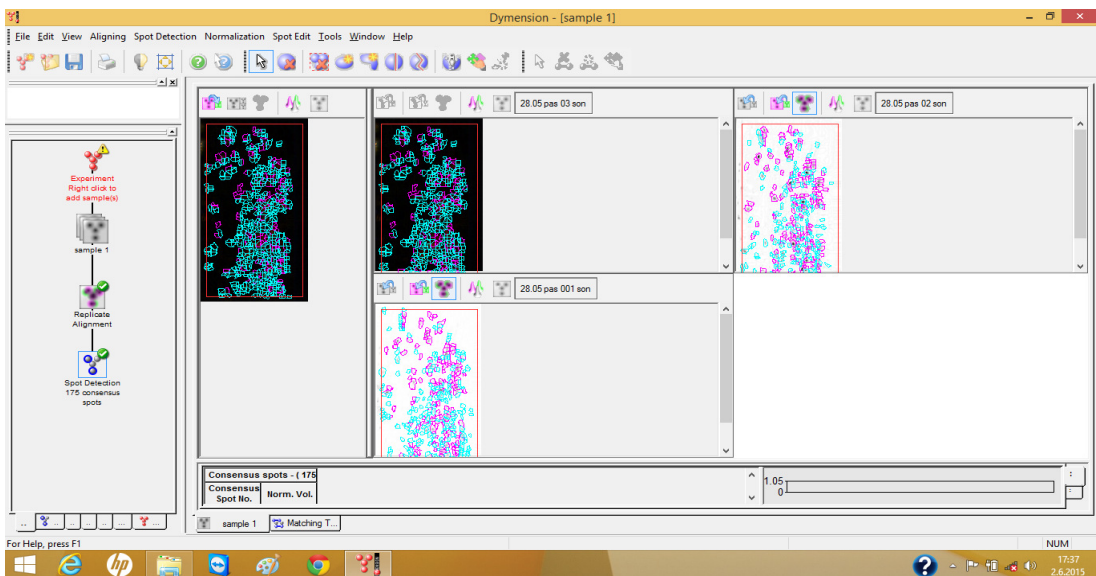 Dymension - [sample 1]
File Edit View Aligning Spot Detection Normalization Spot Edit Tools Window Help
28.05 pas 03 son
28.05 pas 02 son
Experiment
Right click to
add sample(s)
sample 1
Replicate
Alignment
Spot Detection
175 consensus
spots
28.05 pas 001 son
Consensus spots - ( 175
Consensus
Spot No.
Norm. Vol.
1.05
0
sample 1
Matching T...
For Help, press F1
NUM
hp
17:37
2.6.2015